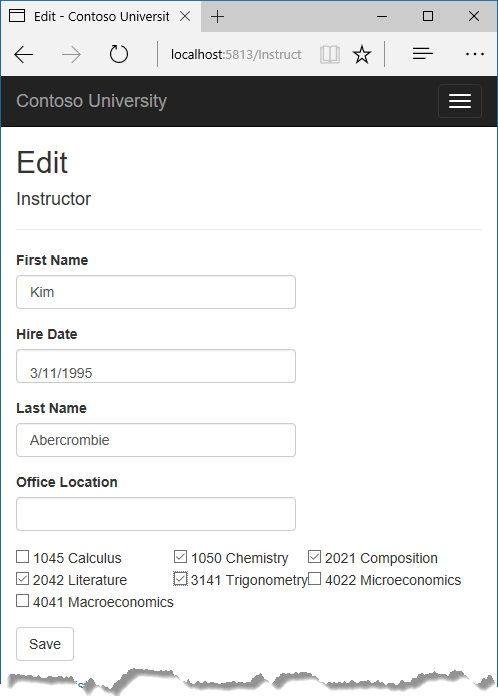 Edit - Contoso Universit
localhost:5813/Instruct
Contoso University
Edit
Instructor
First Name
Kim
Hire Date
3/11/1995
Last Name
Abercrombie
Office Location
1045 Calculus 1050 Chemistry 2021 Composition
2042 Literature 3141 Trigonometry 4022 Microeconomics
4041 Macroeconomics
Save